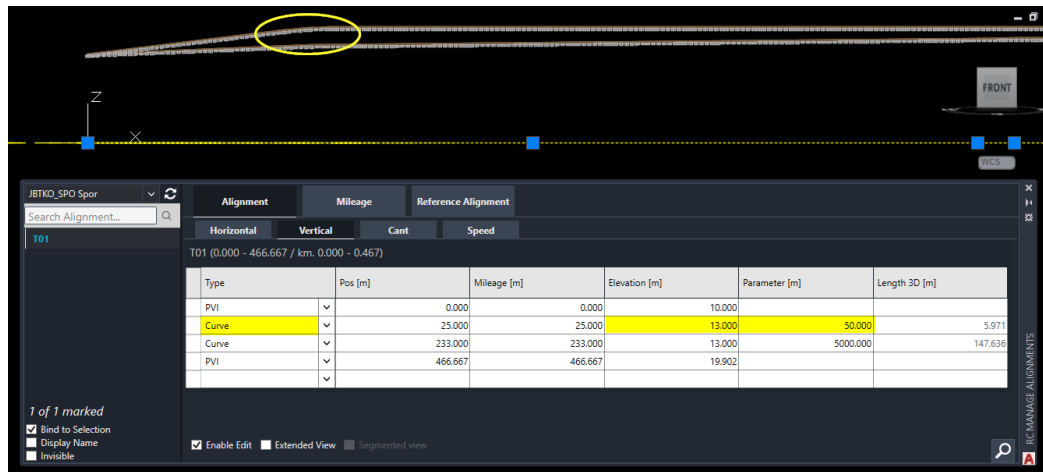 Z
X
FRONT
WCS
JBTKO_SPO Spor
Search Alignment...
T01
1 of 1 marked
Bind to Selection
Display Name
Invisible
Alignment Mileage Reference Alignment
Horizontal Vertical Cant Speed
T01 (0.000 - 466.667 / km. 0.000 - 0.467)
Type Pos [m] Mileage [m] Elevation [m] Parameter [m] Length 3D [m]
PVI 0.000 0.000 10.000
Curve 25.000 25.000 13.000 50.000 5.971
Curve 233.000 233.000 13.000 5000.000 147.636
PVI 466.667 466.667 19.902
Enable Edit Extended View Segmented view
RC MANAGE ALIGNMENTS
A